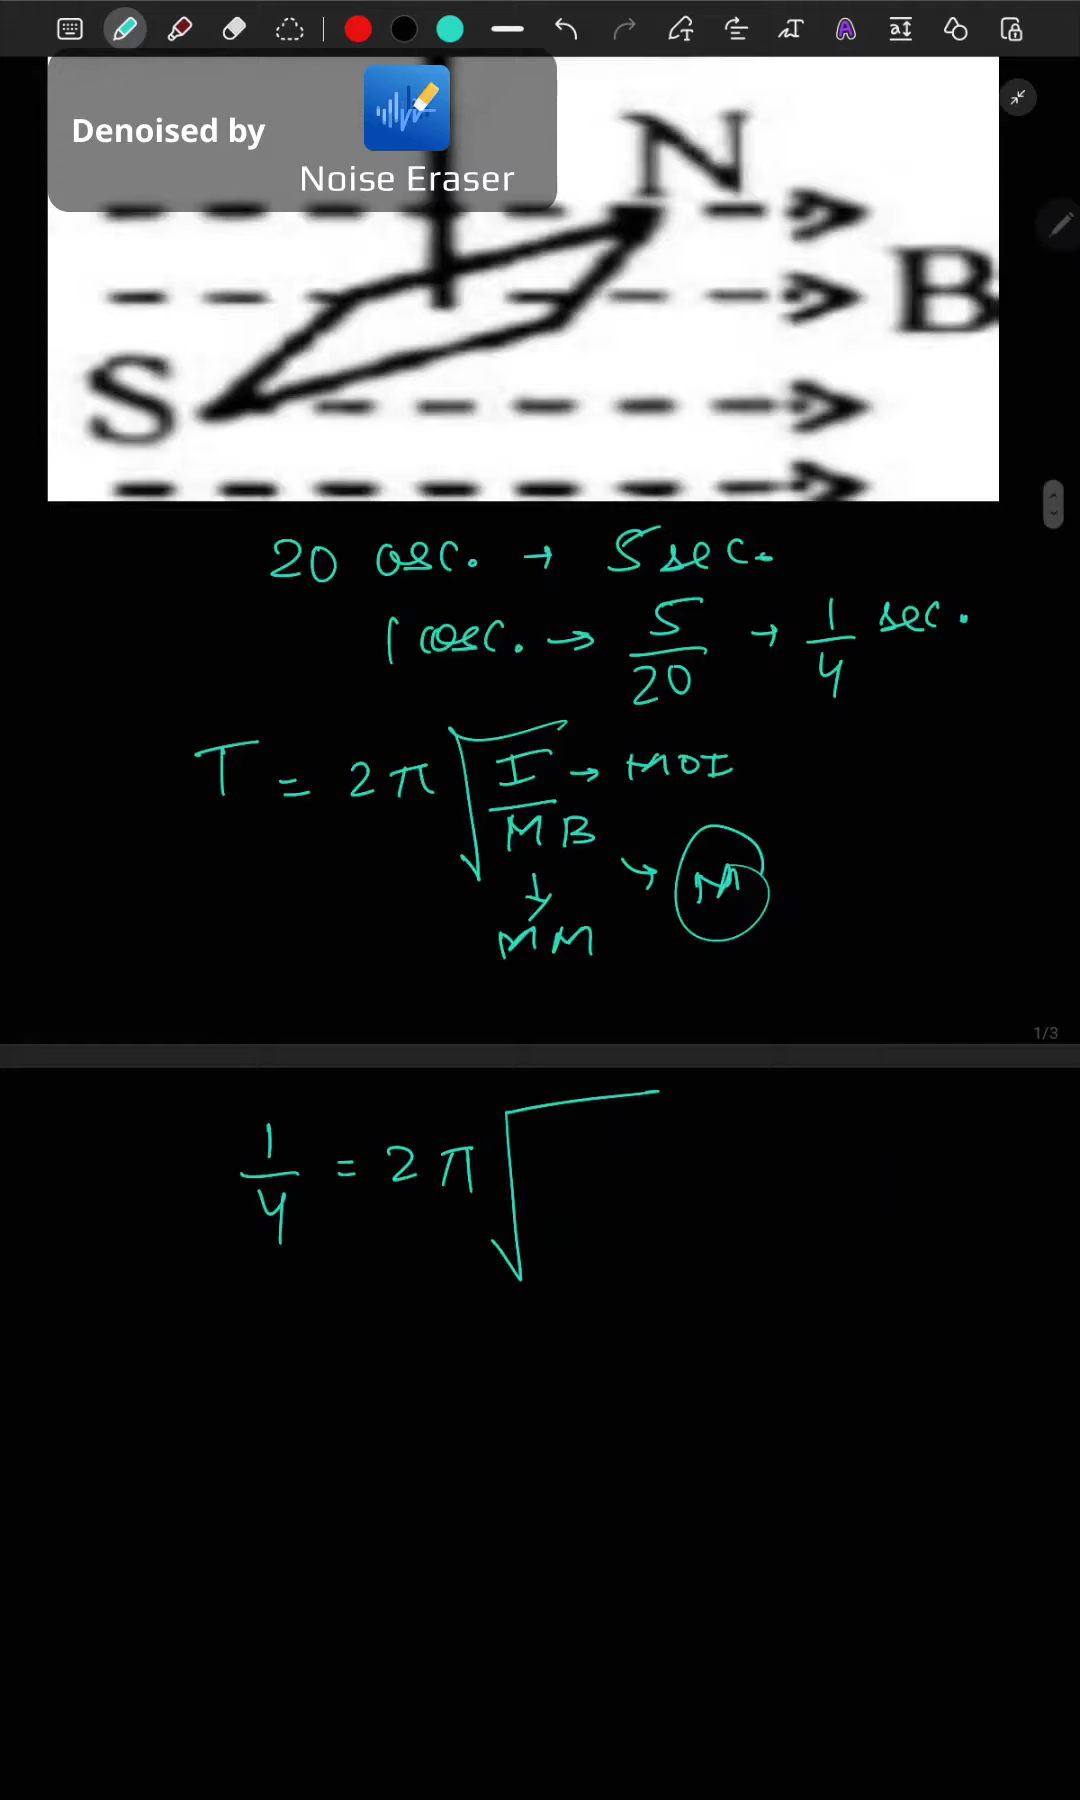 Denoised by
Noise Eraser
N
B
S
20 osc. → 5 sec.
1 osc. → 5/20 → 1/4 sec.
T = 2π √(I/MB) → MOI
↓ → M
MM
1/3
1/4 = 2π √